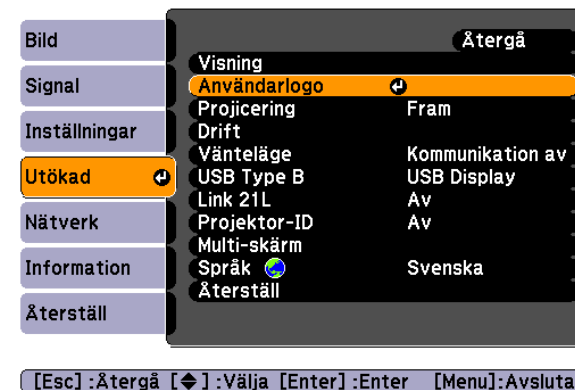 Bild
Signal
Inställningar
Utökad
Nätverk
Information
Återställ
Återgå
Visning
Användarlogo
Projicering Fram
Drift
Vänteläge Kommunikation av
USB Type B USB Display
Link 21L Av
Projektor-ID Av
Multi-skärm
Språk Svenska
Återställ
[Esc] :Återgå [◆] :Välja [Enter] :Enter [Menu]:Avsluta